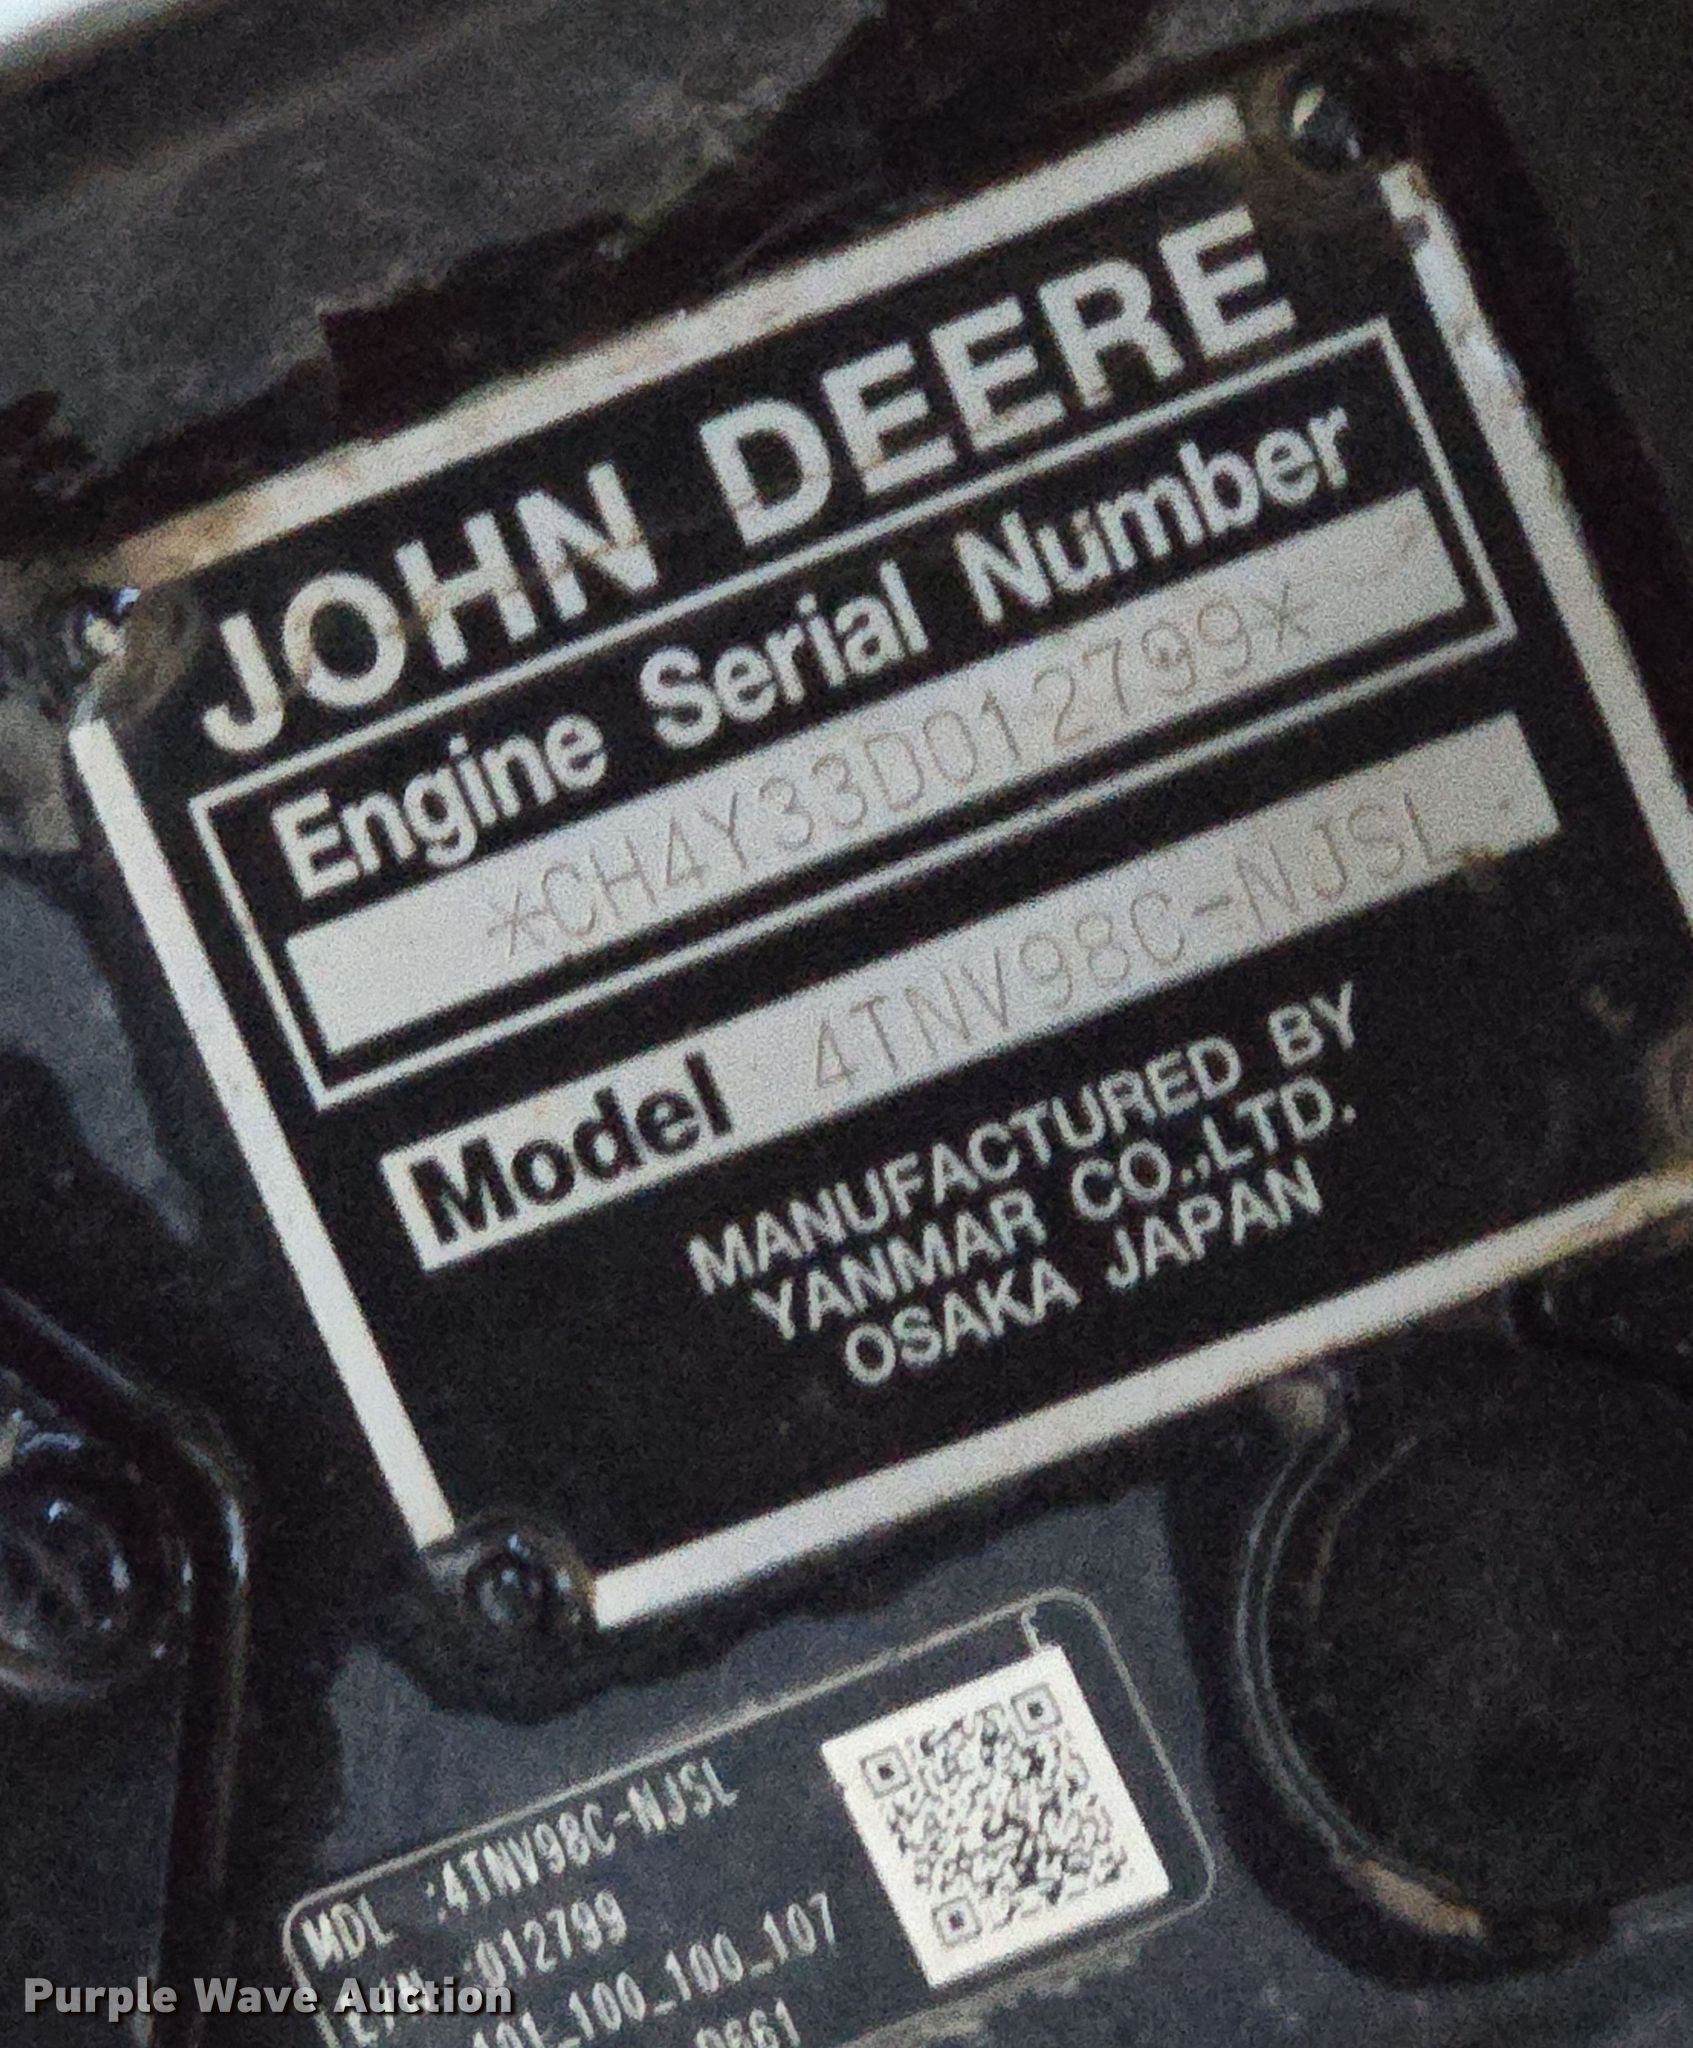 JOHN DEERE
Engine Serial Number
*CH4Y33D012799*
Model 4TNV98C-NJSL
MANUFACTURED BY
YANMAR CO.,LTD.
OSAKA JAPAN
MDL :4TNV98C-NJSL
E/N :012799
101_100_100_107
D661
Purple Wave Auction